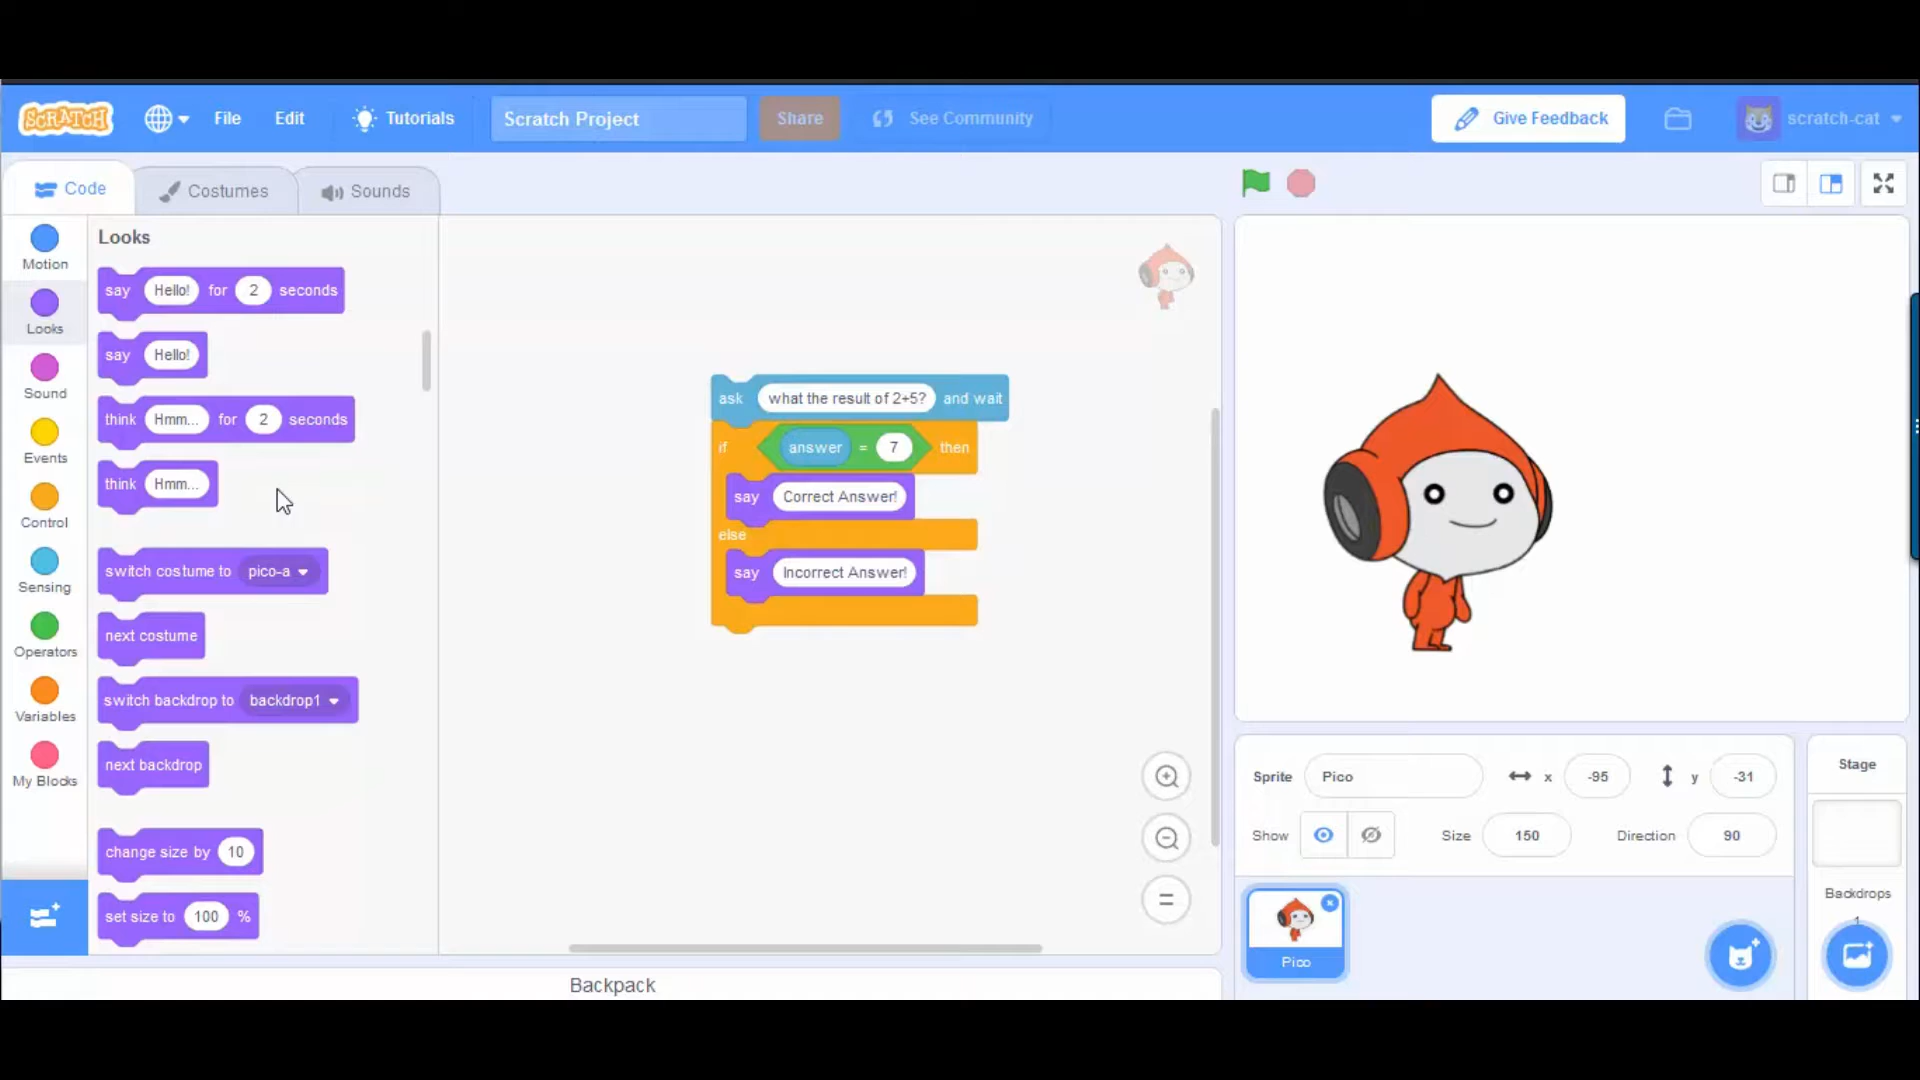 SCRATCH File Edit Tutorials Scratch Project Share See Community Give Feedback scratch-cat
Code Costumes Sounds
Motion
Looks
Sound
Events
Control
Sensing
Operators
Variables
My Blocks
Looks
say Hello! for 2 seconds
say Hello!
think Hmm... for 2 seconds
think Hmm...
switch costume to pico-a
next costume
switch backdrop to backdrop1
next backdrop
change size by 10
set size to 100 %
ask what the result of 2+5? and wait
if answer = 7 then
say Correct Answer!
else
say Incorrect Answer!
Backpack
Sprite Pico x -95 y -31
Show Size 150 Direction 90
Pico
Stage
Backdrops
1